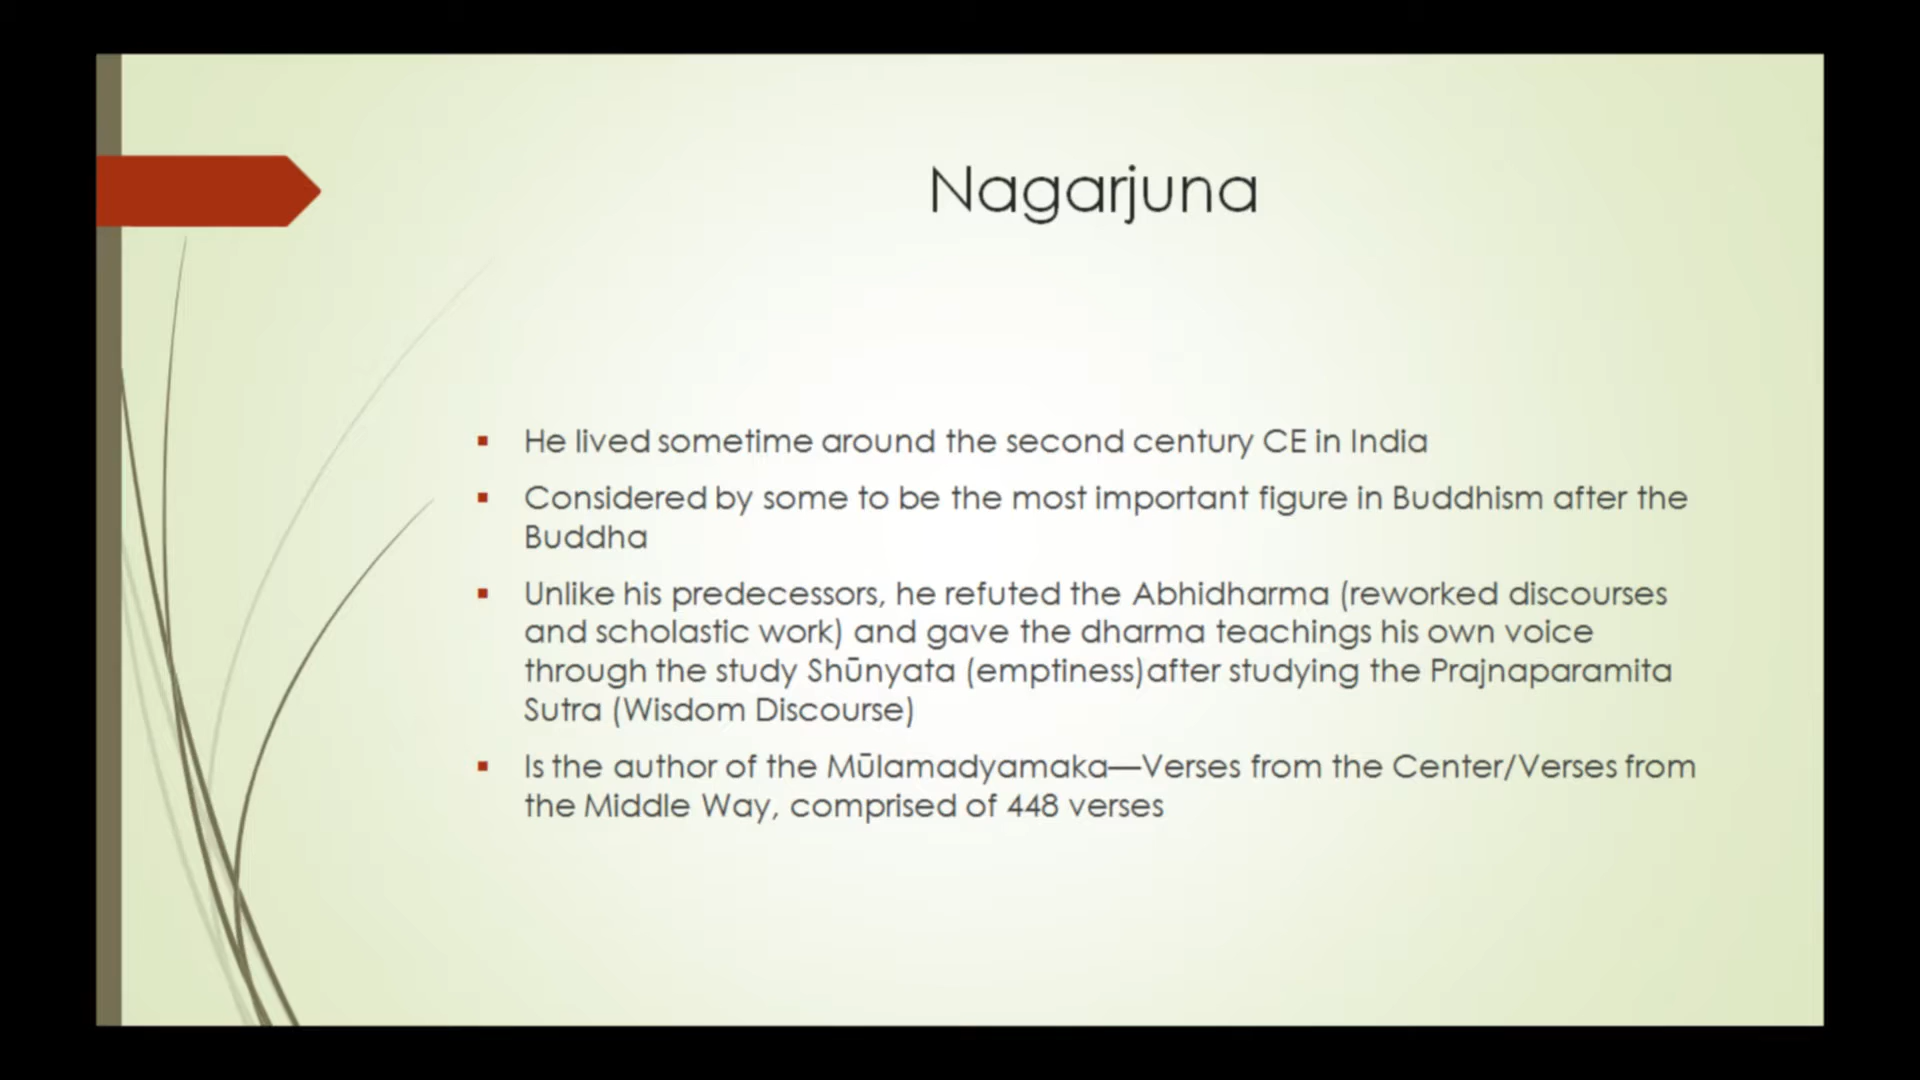 Nagarjuna
He lived sometime around the second century CE in India
Considered by some to be the most important figure in Buddhism after the
Buddha
Unlike his predecessors, he refuted the Abhidharma (reworked discourses
and scholastic work) and gave the dharma teachings his own voice
through the study Shūnyata (emptiness)after studying the Prajnaparamita
Sutra (Wisdom Discourse)
Is the author of the Mūlamadyamaka—Verses from the Center/Verses from
the Middle Way, comprised of 448 verses